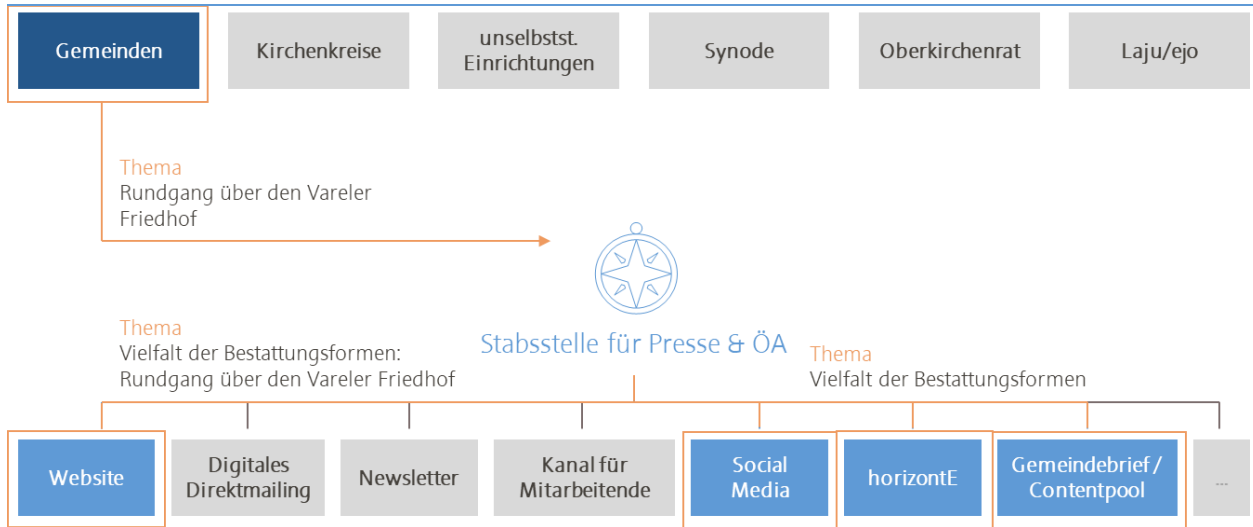 Gemeinden
Kirchenkreise
unselbstst.
Einrichtungen
Synode
Oberkirchenrat
Laju/ejo
Thema
Rundgang über den Vareler
Friedhof
Stabsstelle für Presse & ÖA
Thema
Vielfalt der Bestattungsformen:
Rundgang über den Vareler Friedhof
Thema
Vielfalt der Bestattungsformen
Website
Digitales
Direktmailing
Newsletter
Kanal für
Mitarbeitende
Social
Media
horizontE
Gemeindebrief /
Contentpool
...